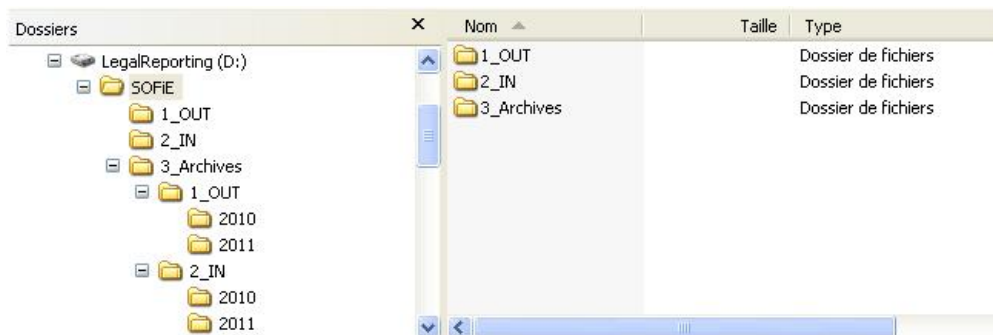 Dossiers
LegalReporting (D:)
SOFiE
1_OUT
2_IN
3_Archives
1_OUT
2010
2011
2_IN
2010
2011
Nom Taille Type
1_OUT Dossier de fichiers
2_IN Dossier de fichiers
3_Archives Dossier de fichiers